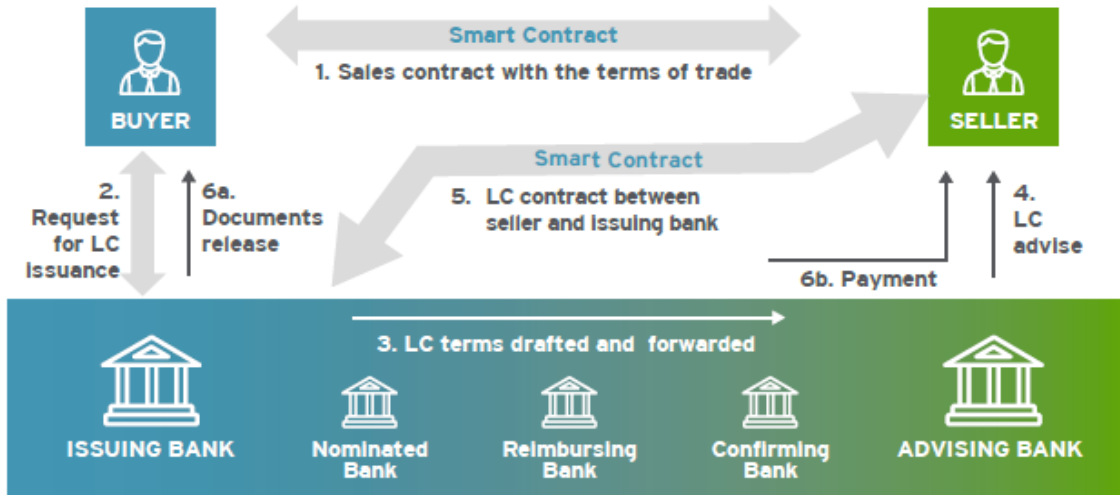 Smart Contract
1. Sales contract with the terms of trade
BUYER
SELLER
Smart Contract
5. LC contract between
seller and issuing bank
2.
Request
for LC
issuance
6a.
Documents
release
4.
LC
advise
6b. Payment
3. LC terms drafted and forwarded
ISSUING BANK
Nominated
Bank
Reimbursing
Bank
Confirming
Bank
ADVISING BANK